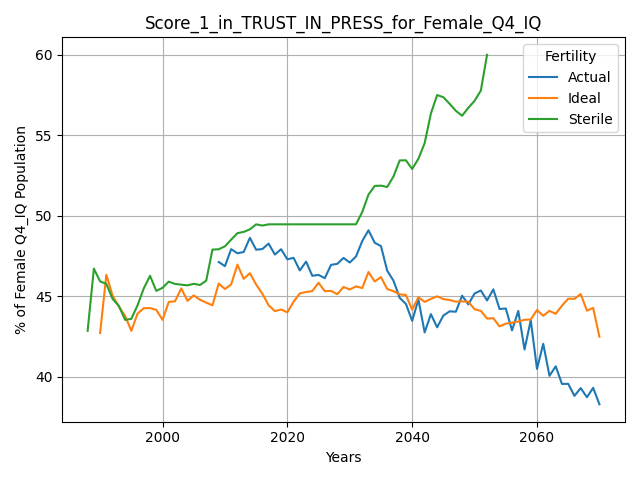 Score_1_in_TRUST_IN_PRESS_for_Female_Q4_IQ
% of Female Q4_IQ Population
60
55
50
45
40
Fertility
Actual
Ideal
Sterile
2000
2020
2040
2060
Years